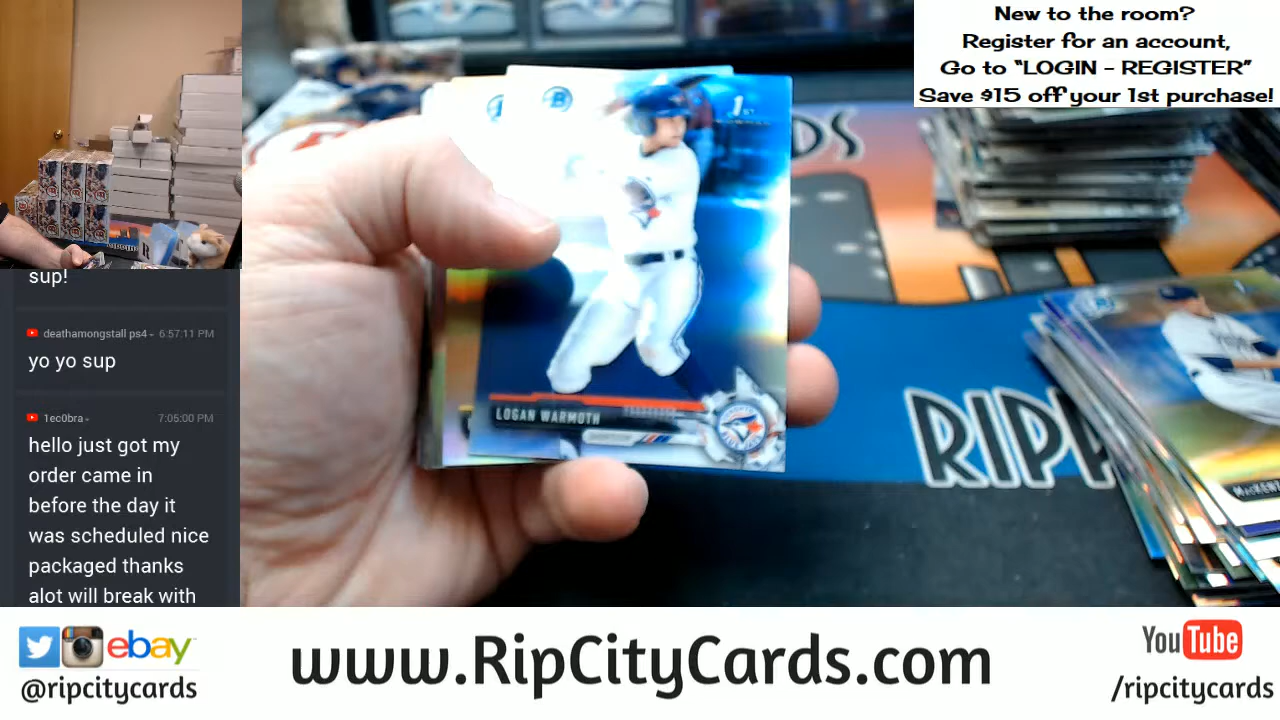 New to the room?
Register for an account,
Go to “LOGIN - REGISTER”
Save $15 off your 1st purchase!
sup!
deathamongstall ps4 - 6:57:11 PM
yo yo sup
1ec0bra - 7:05:00 PM
hello just got my
order came in
before the day it
was scheduled nice
packaged thanks
alot will break with
B
1ST
LOGAN WARMOTH
RIPP
DS
ebay
@ripcitycards
www.RipCityCards.com
YouTube
/ripcitycards